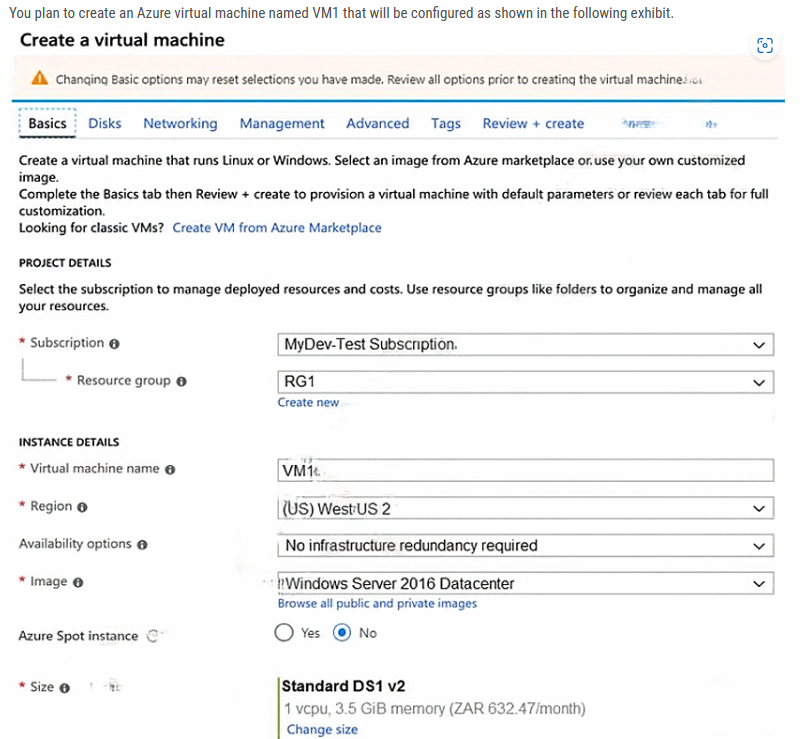 You plan to create an Azure virtual machine named VM1 that will be configured as shown in the following exhibit.
Create a virtual machine
Changing Basic options may reset selections you have made. Review all options prior to creating the virtual machine.
Basics Disks Networking Management Advanced Tags Review + create
Create a virtual machine that runs Linux or Windows. Select an image from Azure marketplace or use your own customized
image.
Complete the Basics tab then Review + create to provision a virtual machine with default parameters or review each tab for full
customization.
Looking for classic VMs? Create VM from Azure Marketplace
PROJECT DETAILS
Select the subscription to manage deployed resources and costs. Use resource groups like folders to organize and manage all
your resources.
* Subscription MyDev-Test Subscription
* Resource group RG1
Create new
INSTANCE DETAILS
* Virtual machine name VM1
* Region (US) West US 2
Availability options No infrastructure redundancy required
* Image Windows Server 2016 Datacenter
Browse all public and private images
Azure Spot instance Yes No
* Size Standard DS1 v2
1 vcpu, 3.5 GiB memory (ZAR 632.47/month)
Change size